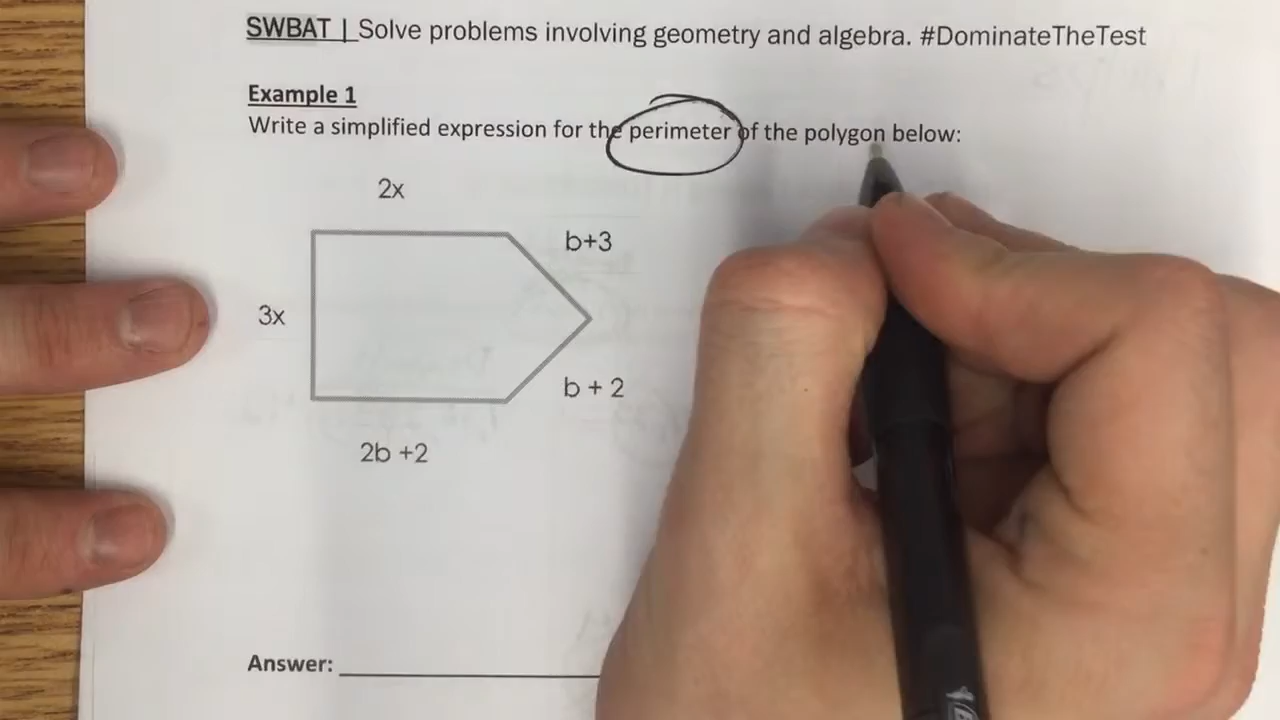 SWBAT | Solve problems involving geometry and algebra. #DominateTheTest
Example 1
Write a simplified expression for the perimeter of the polygon below:
2x
b+3
3x
b + 2
2b +2
Answer: